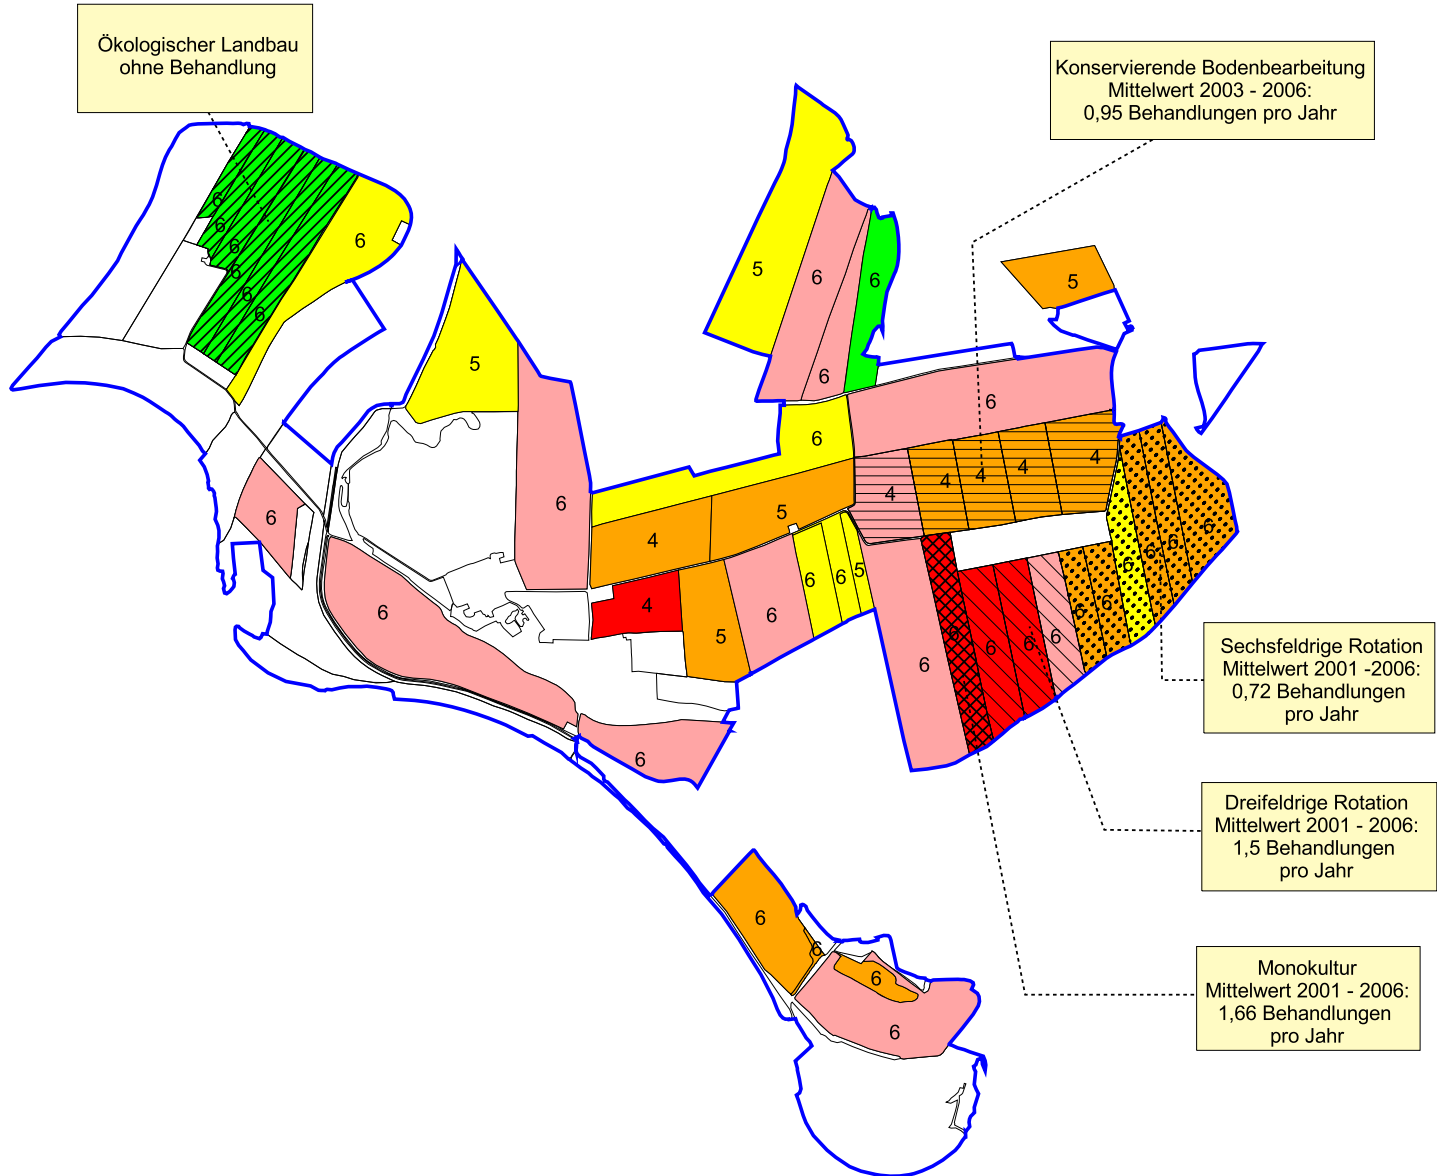 Ökologischer Landbau
ohne Behandlung
Konservierende Bodenbearbeitung
Mittelwert 2003 - 2006:
0,95 Behandlungen pro Jahr
6
6
6
6
6
6
6
5
6
6
6
5
5
6
6
6
4
4
4
4
4
6
5
4
6
6
6
6
6
6
5
4
6
6
5
6
6
6
6
6
6
6
6
5
6
6
Sechsfeldrige Rotation
Mittelwert 2001 -2006:
0,72 Behandlungen
pro Jahr
Dreifeldrige Rotation
Mittelwert 2001 - 2006:
1,5 Behandlungen
pro Jahr
6
6
6
6
Monokultur
Mittelwert 2001 - 2006:
1,66 Behandlungen
pro Jahr